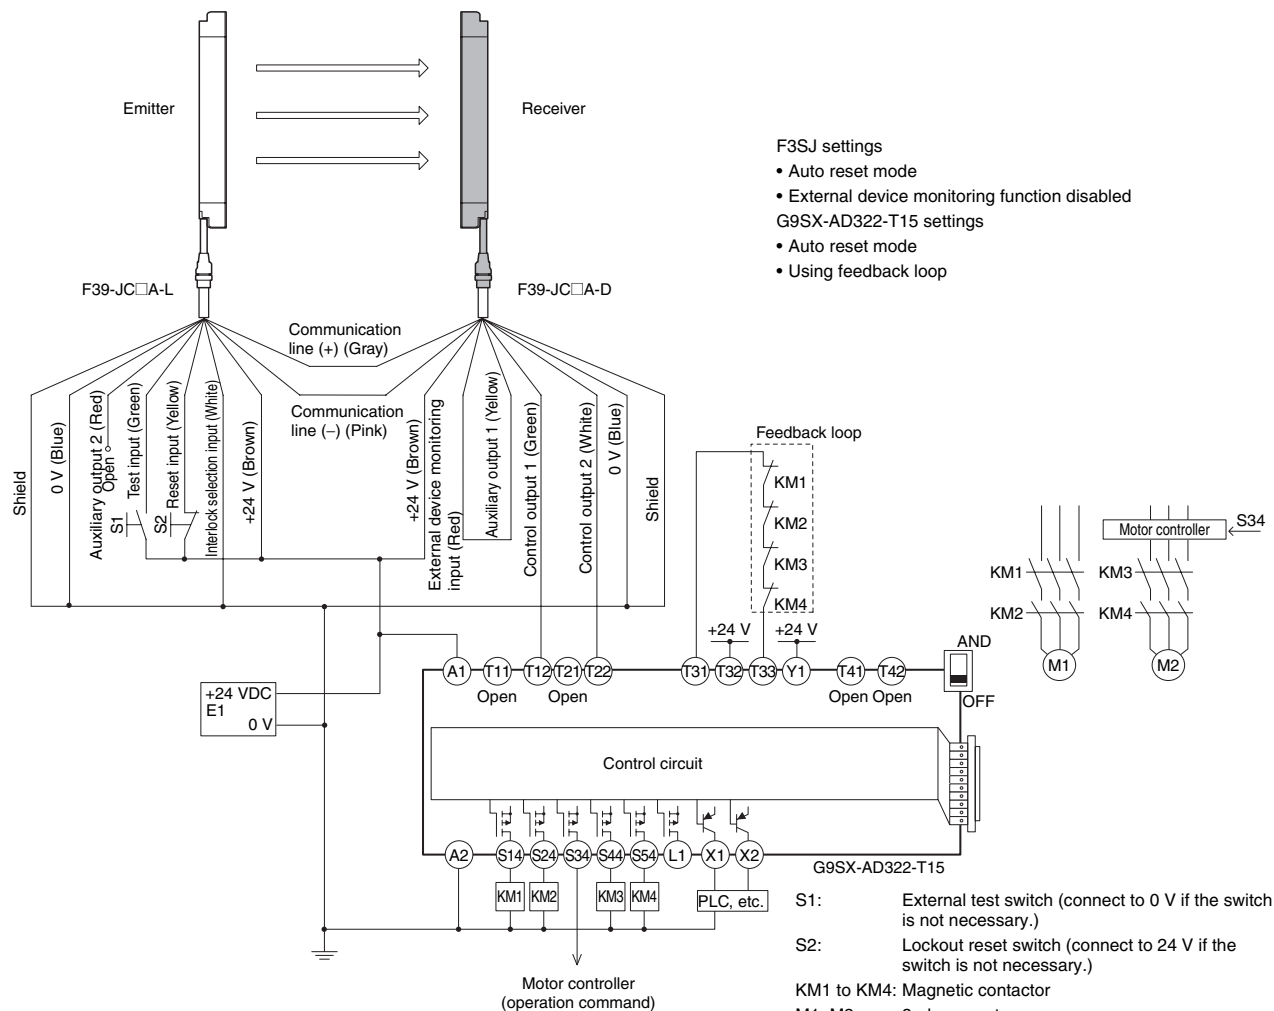 Emitter
Receiver
F3SJ settings
• Auto reset mode
• External device monitoring function disabled
G9SX-AD322-T15 settings
• Auto reset mode
• Using feedback loop
F39-JC□A-L
F39-JC□A-D
Communication
line (+) (Gray)
Communication
line (−) (Pink)
Shield
0 V (Blue)
Auxiliary output 2 (Red)
Open
Test input (Green)
S1
Reset input (Yellow)
S2
Interlock selection input (White)
+24 V (Brown)
+24 V (Brown)
External device monitoring
input (Red)
Auxiliary output 1 (Yellow)
Control output 1 (Green)
Control output 2 (White)
0 V (Blue)
Shield
Feedback loop
KM1
KM2
KM3
KM4
Motor controller
S34
KM1
KM3
KM2
KM4
M1
M2
+24 V
+24 V
AND
A1 T11 T12 T21 T22 T31 T32 T33 Y1 T41 T42
Open Open Open Open
OFF
+24 VDC
E1
0 V
Control circuit
A2 S14 S24 S34 S44 S54 L1 X1 X2
G9SX-AD322-T15
KM1 KM2 KM3 KM4 PLC, etc.
Motor controller
(operation command)
S1: External test switch (connect to 0 V if the switch
is not necessary.)
S2: Lockout reset switch (connect to 24 V if the
switch is not necessary.)
KM1 to KM4: Magnetic contactor